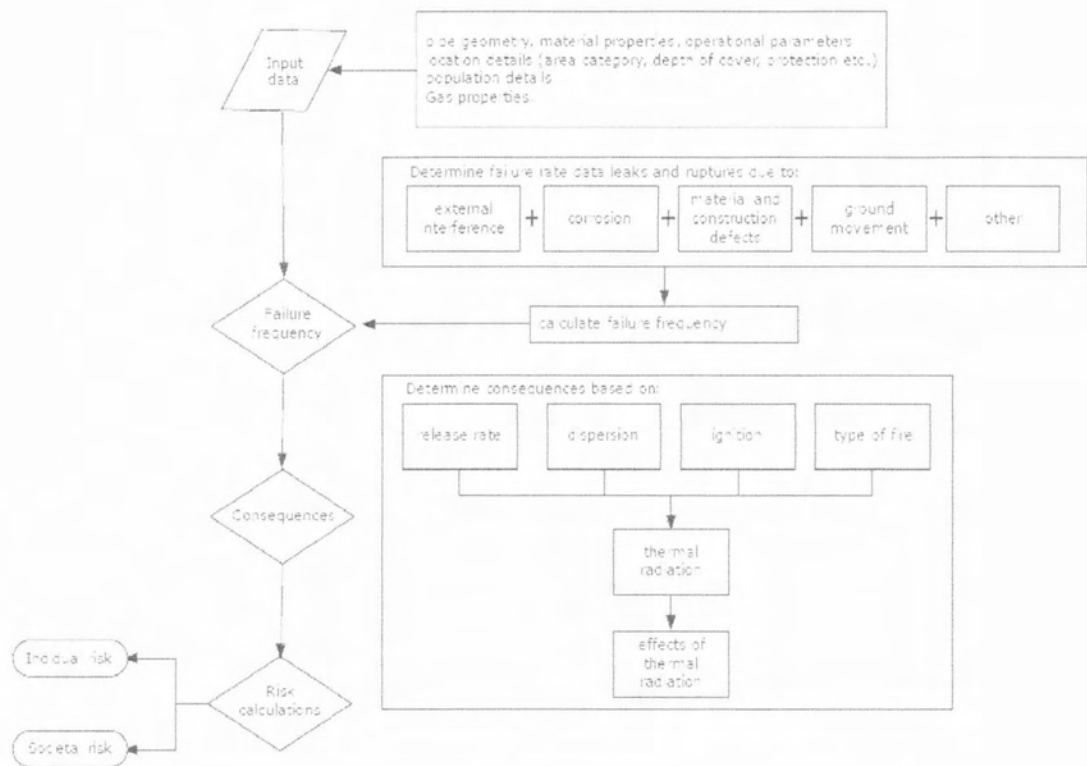 Input
data
pipe geometry, material properties, operational parameters
location details (area category, depth of cover, protection etc.)
population details
Gas properties.
Determine failure rate data leaks and ruptures due to:
external
interference
+
corrosion
+
material and
construction
defects
+
ground
movement
+
other
Failure
frequency
calculate failure frequency
Determine consequences based on:
release rate
dispersion
ignition
type of fire
Consequences
thermal
radiation
effects of
thermal
radiation
Risk
calculations
Indidual risk
Societal risk